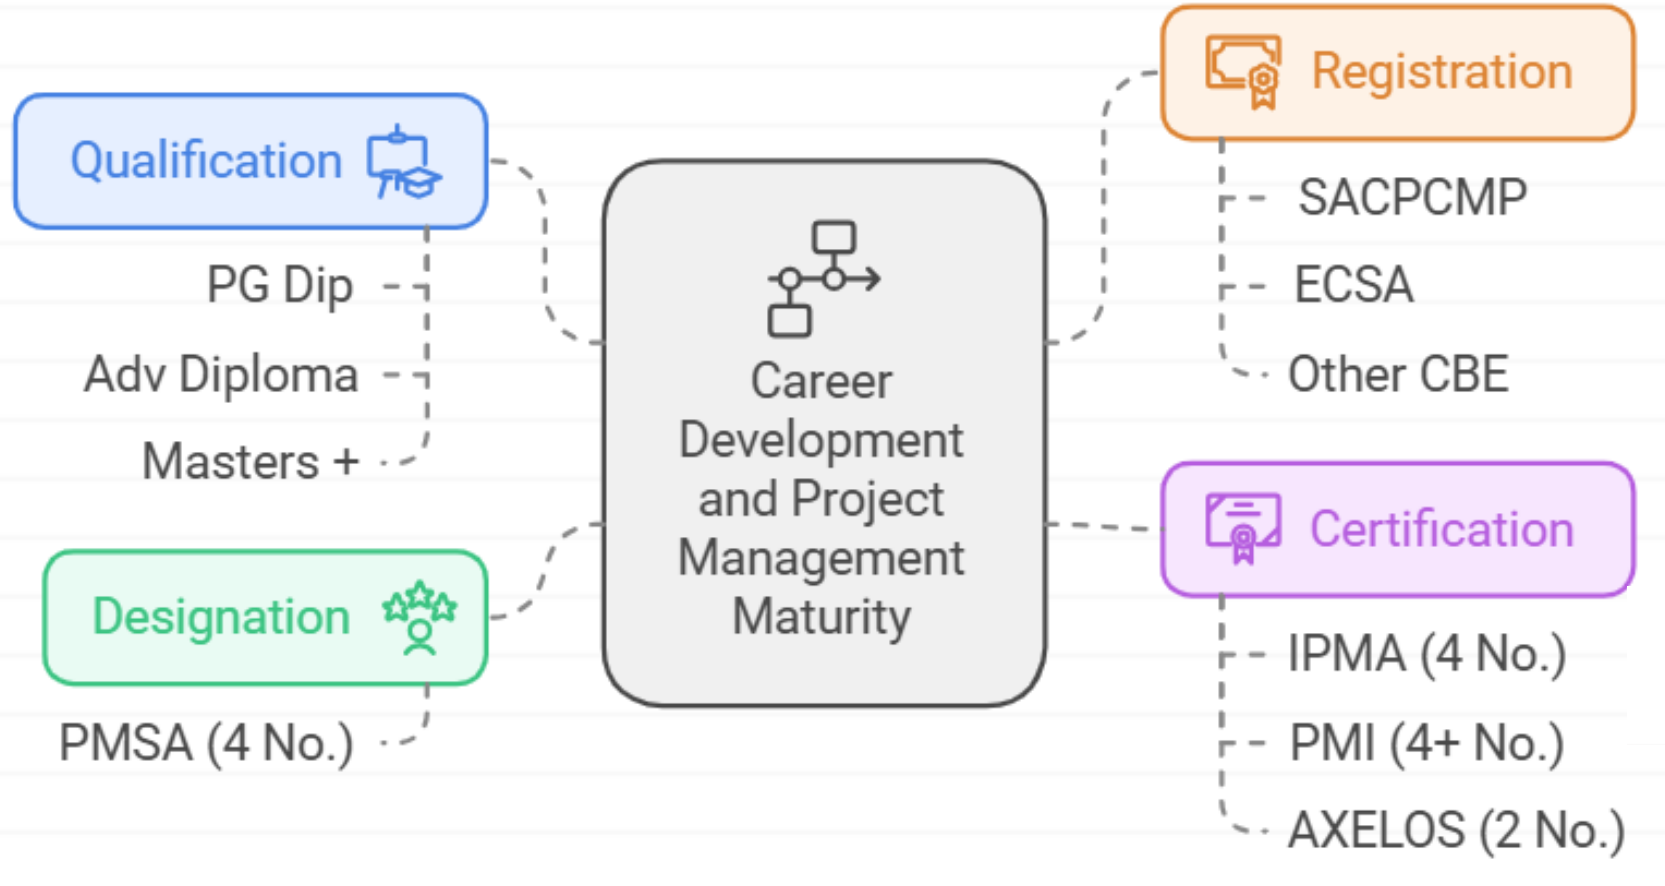 Qualification
PG Dip
Adv Diploma
Masters +
Designation
PMSA (4 No.)
Career
Development
and Project
Management
Maturity
Registration
SACPCMP
ECSA
Other CBE
Certification
IPMA (4 No.)
PMI (4+ No.)
AXELOS (2 No.)